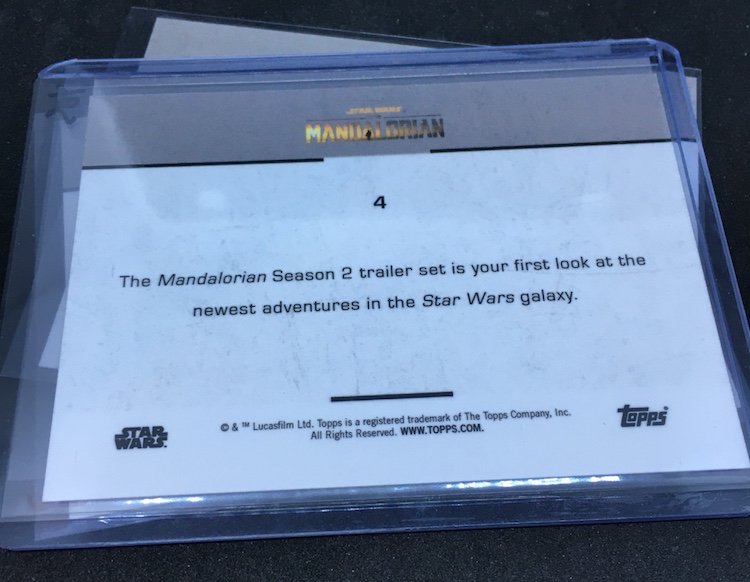 STAR WARS
MANDALORIAN
4
The Mandalorian Season 2 trailer set is your first look at the
newest adventures in the Star Wars galaxy.
© & ™ Lucasfilm Ltd. Topps is a registered trademark of The Topps Company, Inc.
All Rights Reserved. WWW.TOPPS.COM.
STAR
WARS
topps